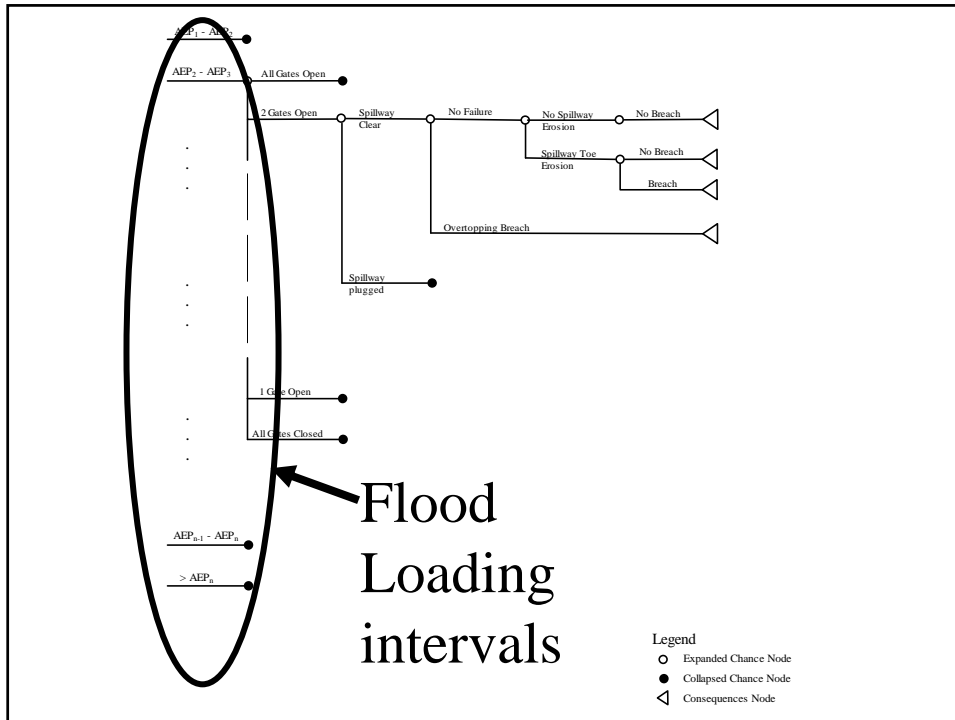 AEP₁ - AEP₂
AEP₂ - AEP₃
All Gates Open
2 Gates Open
Spillway
Clear
No Failure
No Spillway
Erosion
No Breach
Spillway Toe
Erosion
No Breach
Breach
Overtopping Breach
Spillway
plugged
1 Gate Open
All Gates Closed
AEPₙ₋₁ - AEPₙ
> AEPₙ
Flood
Loading
intervals
Legend
Expanded Chance Node
Collapsed Chance Node
Consequences Node